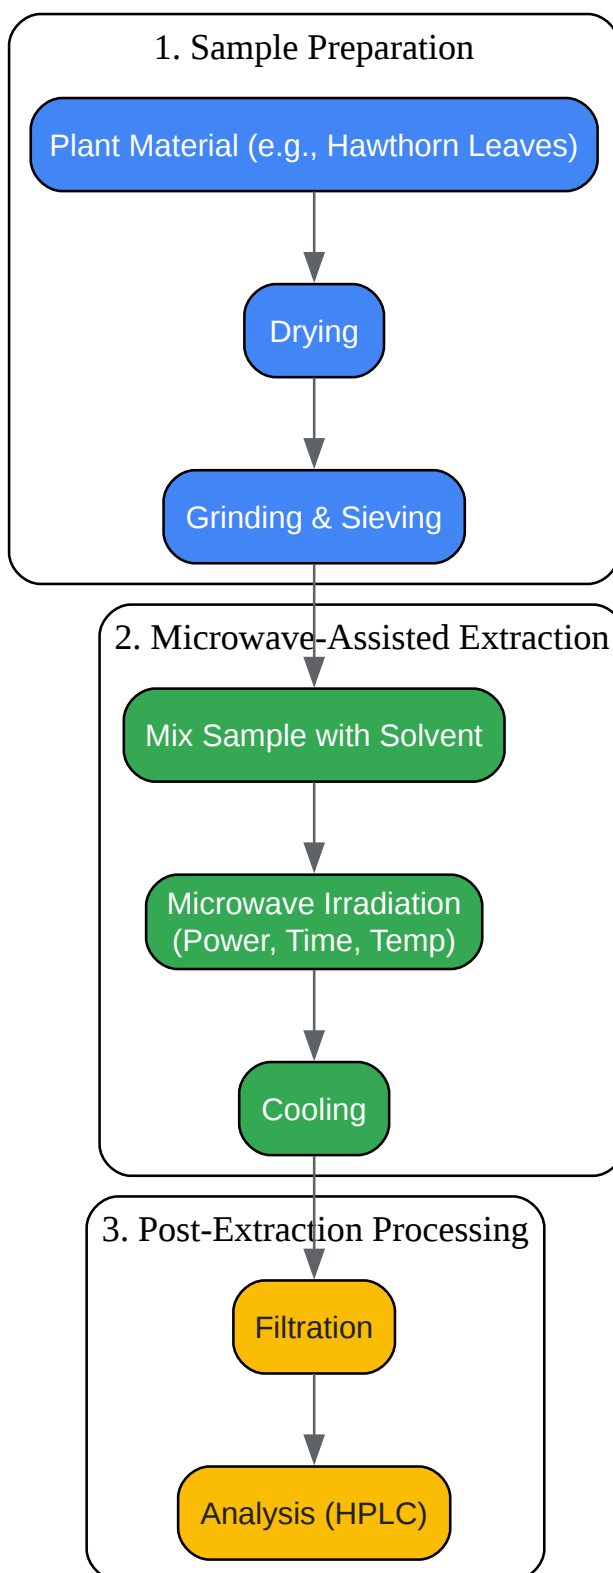 1. Sample Preparation
Plant Material (e.g., Hawthorn Leaves)
Drying
Grinding & Sieving
2. Microwave-Assisted Extraction
Mix Sample with Solvent
Microwave Irradiation
(Power, Time, Temp)
Cooling
3. Post-Extraction Processing
Filtration
Analysis (HPLC)